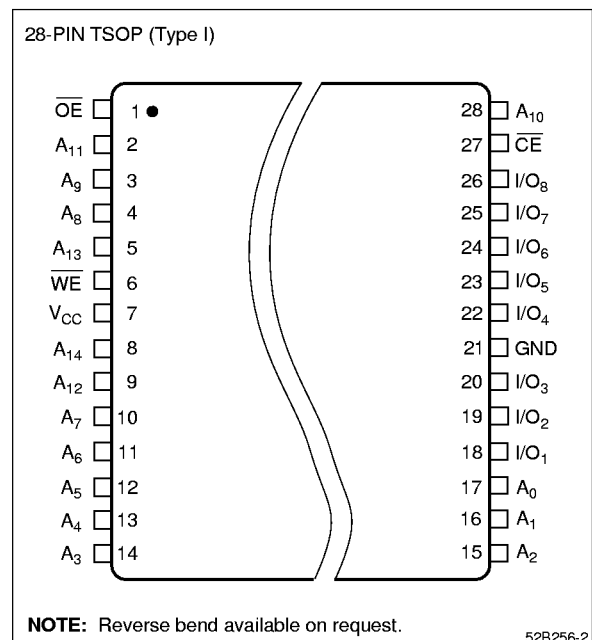 28-PIN TSOP (Type I)
OE 1 28 A10
A11 2 27 CE
A9 3 26 I/O8
A8 4 25 I/O7
A13 5 24 I/O6
WE 6 23 I/O5
VCC 7 22 I/O4
A14 8 21 GND
A12 9 20 I/O3
A7 10 19 I/O2
A6 11 18 I/O1
A5 12 17 A0
A4 13 16 A1
A3 14 15 A2
NOTE: Reverse bend available on request.
52B256-2